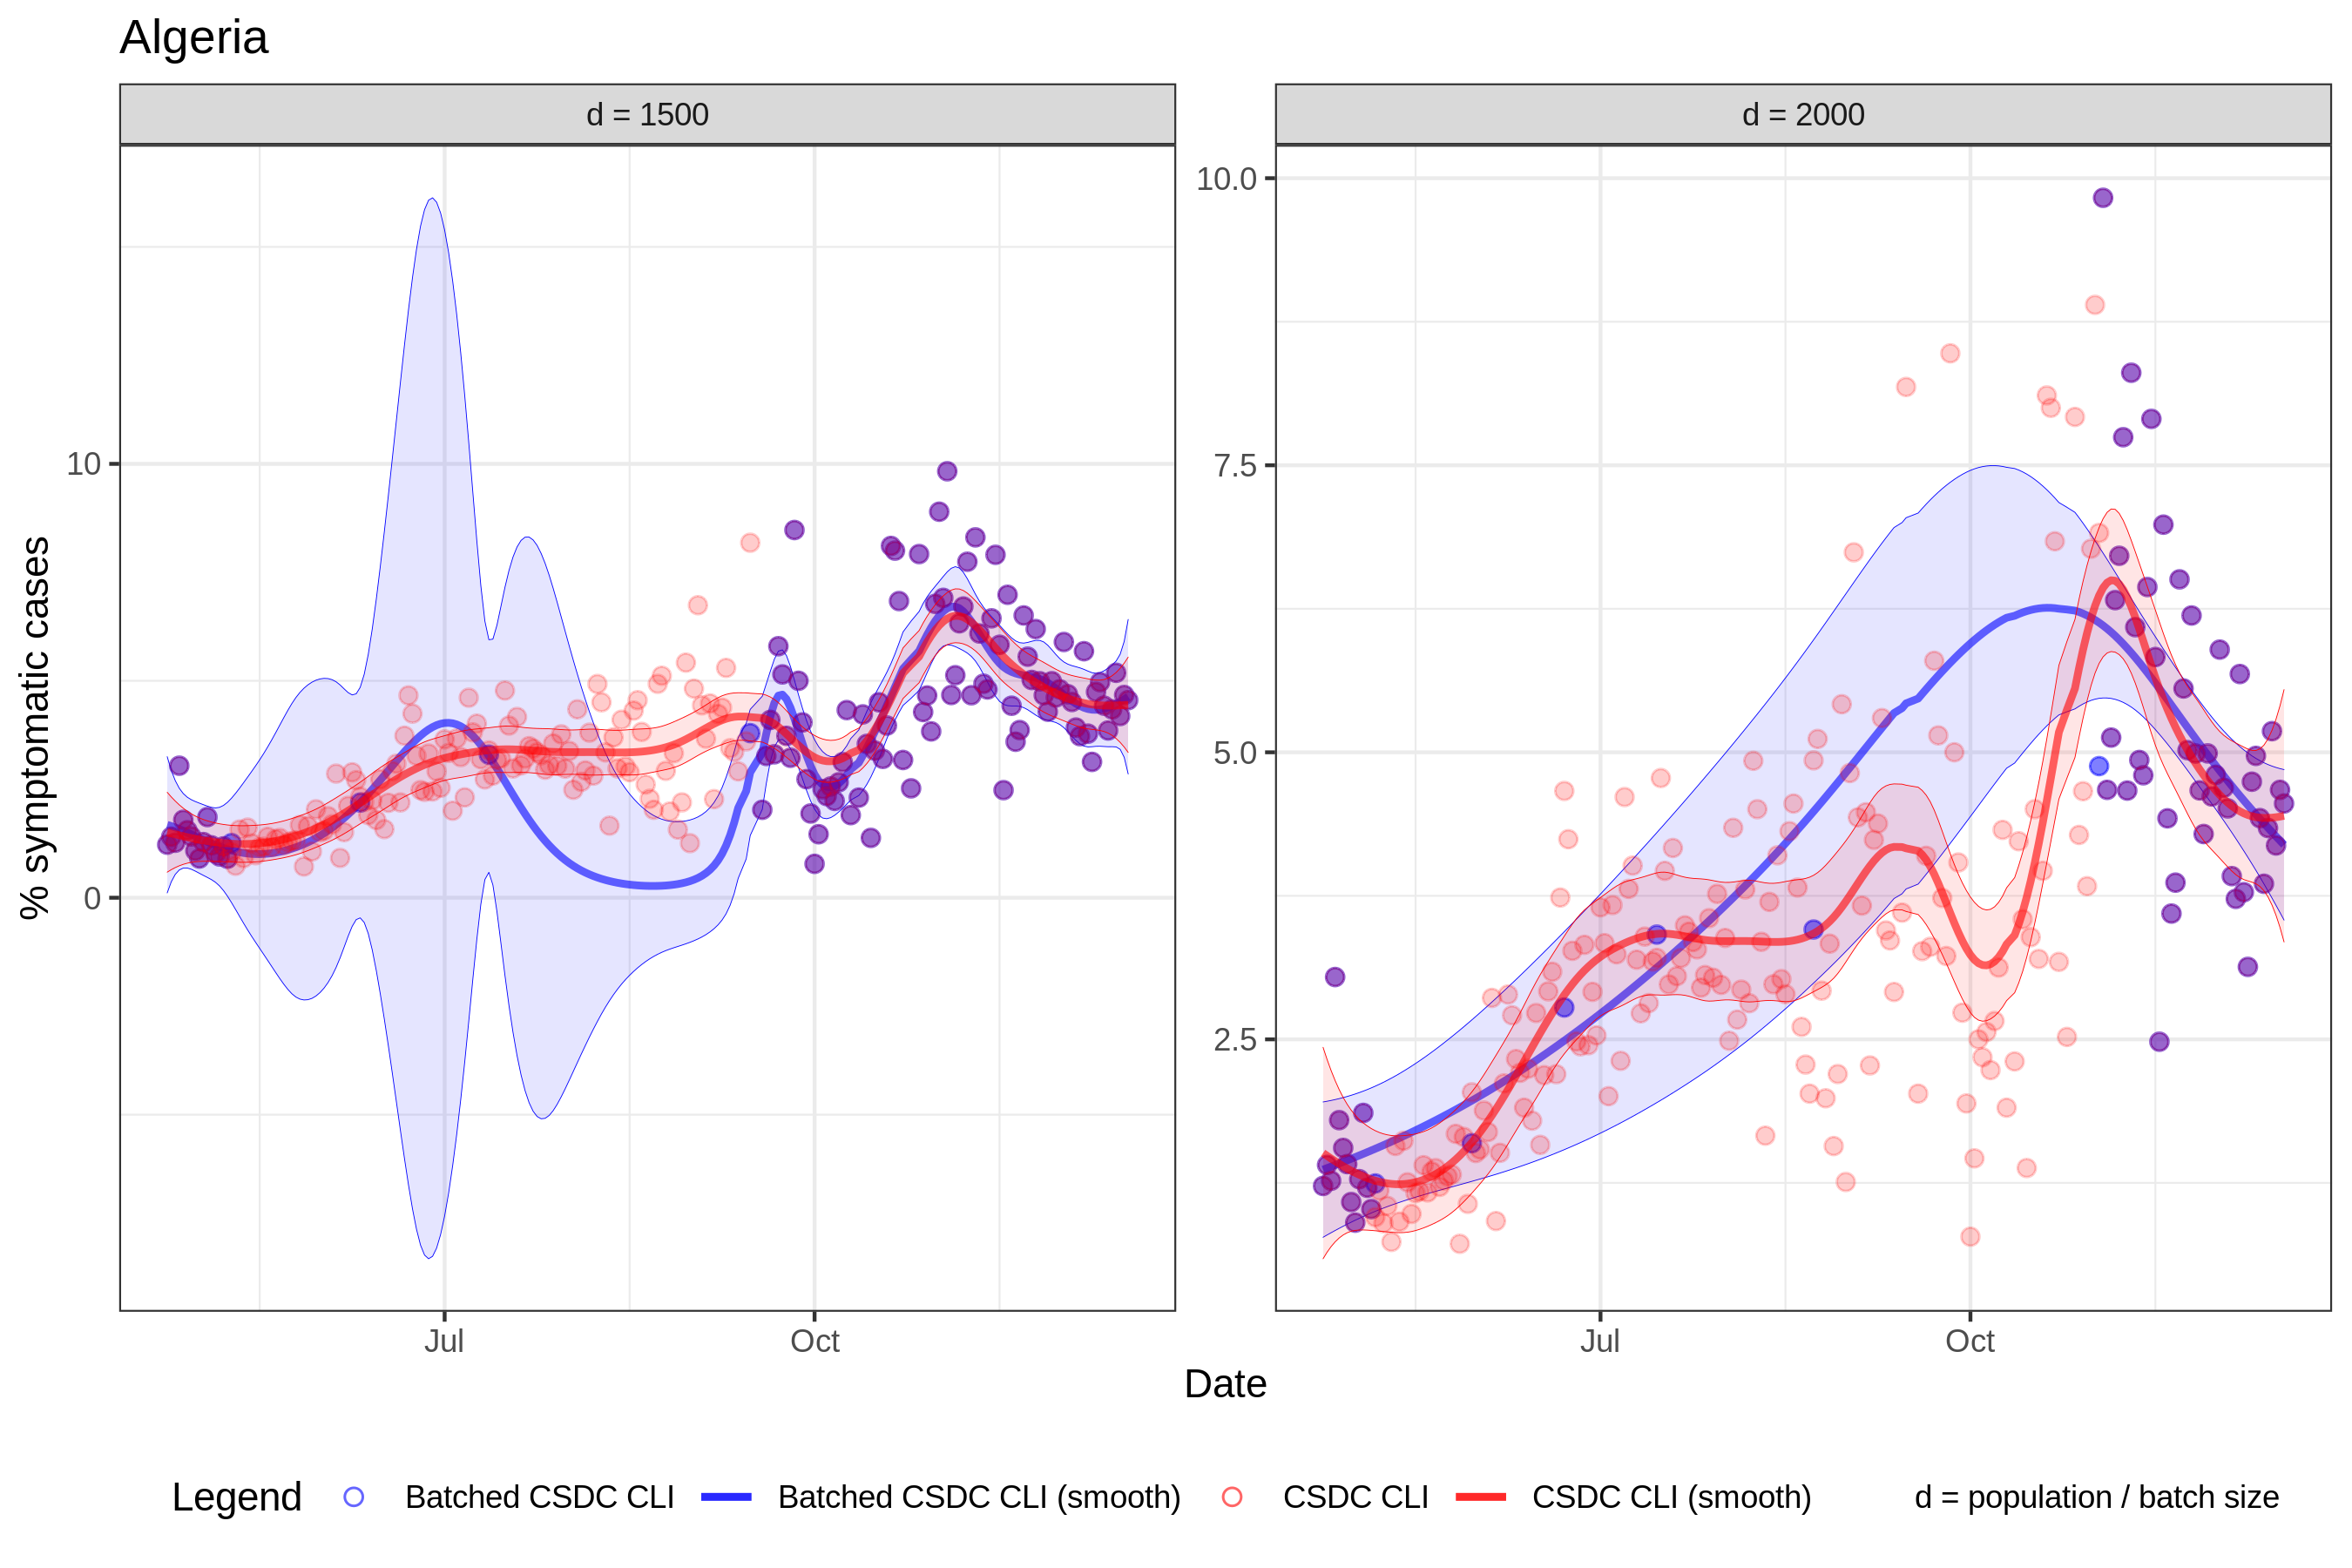 Algeria
d = 1500
d = 2000
10
0
10.0
7.5
5.0
2.5
% symptomatic cases
Jul
Oct
Jul
Oct
Date
Legend
Batched CSDC CLI
Batched CSDC CLI (smooth)
CSDC CLI
CSDC CLI (smooth)
d = population / batch size